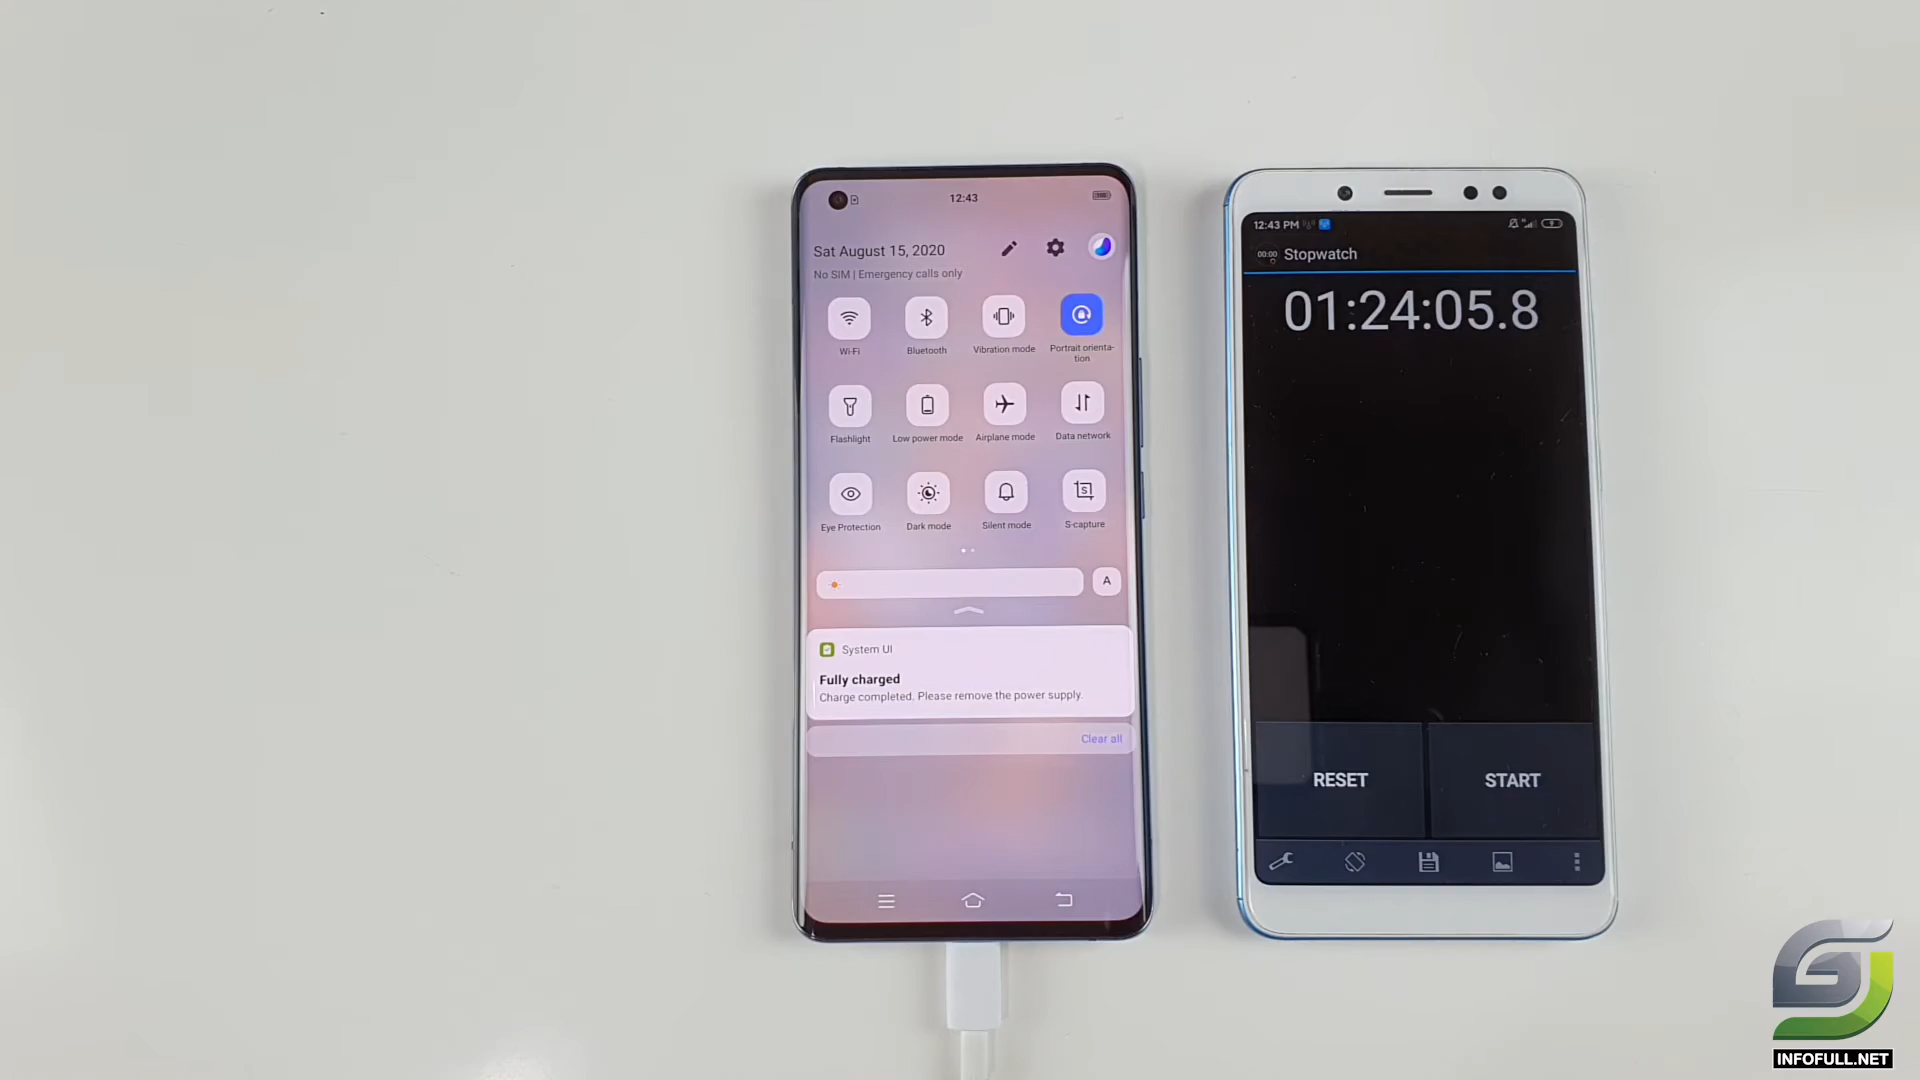 12:43
Sat August 15, 2020
No SIM | Emergency calls only
Wi-Fi
Bluetooth
Vibration mode
Portrait orienta-
tion
Flashlight
Low power mode
Airplane mode
Data network
Eye Protection
Dark mode
Silent mode
S-capture
S
A
System UI
Fully charged
Charge completed. Please remove the power supply.
Clear all
12:43 PM
00:00
Stopwatch
01:24:05.8
RESET
START
INFOFULL.NET